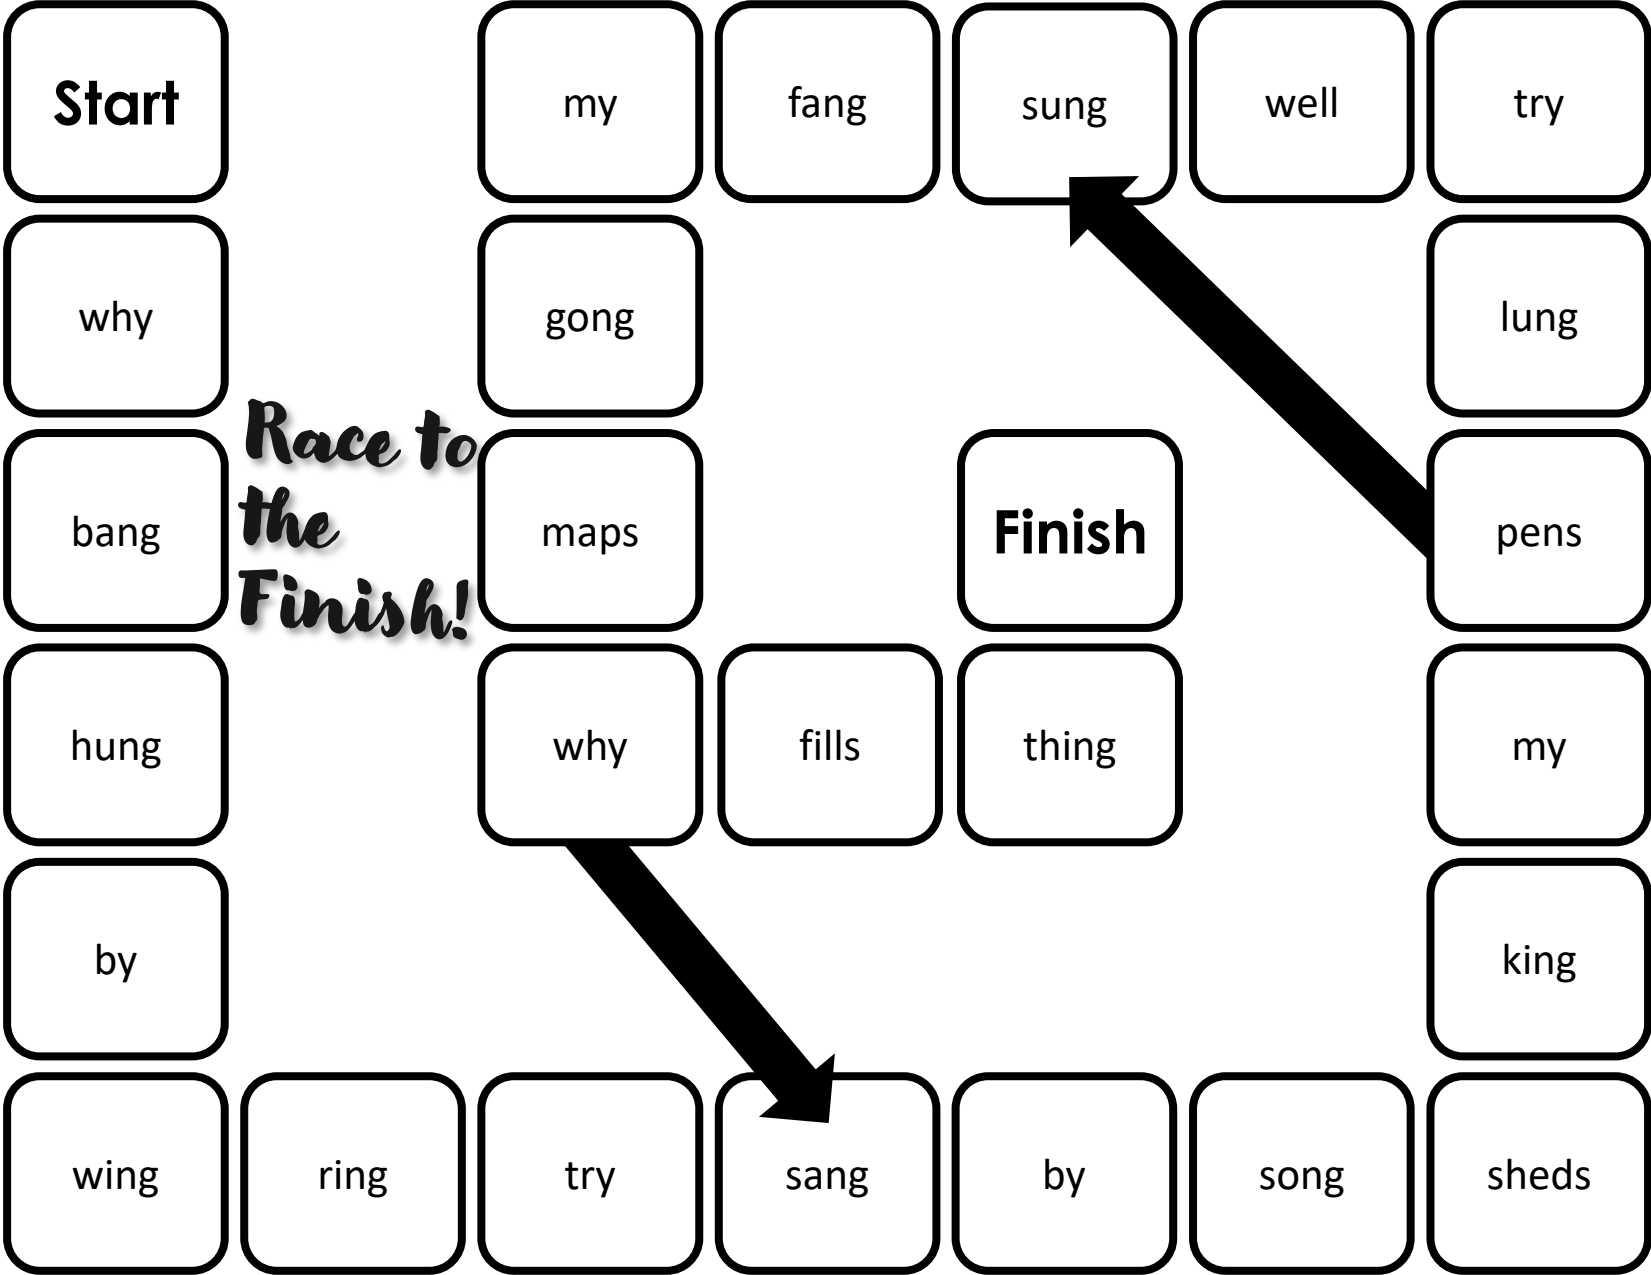 Start
my fang sung well try
why gong lung
Race to
the
Finish!
bang maps Finish pens
hung why fills thing my
by king
wing ring try sang by song sheds